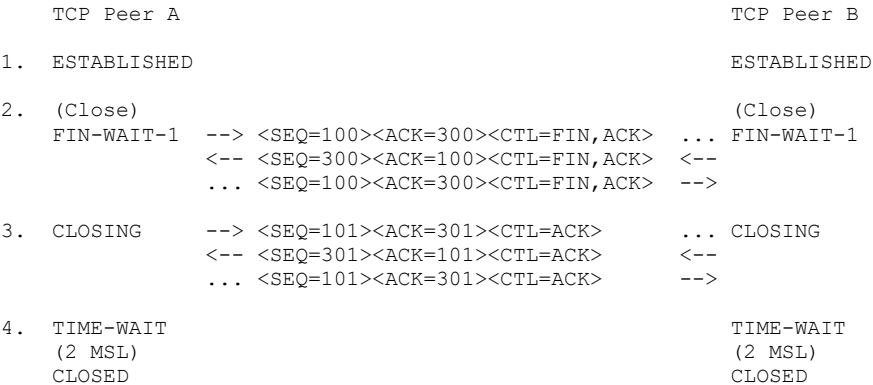 TCP Peer A                                           TCP Peer B
1.  ESTABLISHED                                          ESTABLISHED
2.  (Close)                                              (Close)
    FIN-WAIT-1  --> <SEQ=100><ACK=300><CTL=FIN,ACK>  ... FIN-WAIT-1
                <-- <SEQ=300><ACK=100><CTL=FIN,ACK>  <--
                ... <SEQ=100><ACK=300><CTL=FIN,ACK>  -->
3.  CLOSING     --> <SEQ=101><ACK=301><CTL=ACK>      ... CLOSING
                <-- <SEQ=301><ACK=101><CTL=ACK>      <--
                ... <SEQ=101><ACK=301><CTL=ACK>      -->
4.  TIME-WAIT                                            TIME-WAIT
    (2 MSL)                                              (2 MSL)
    CLOSED                                               CLOSED